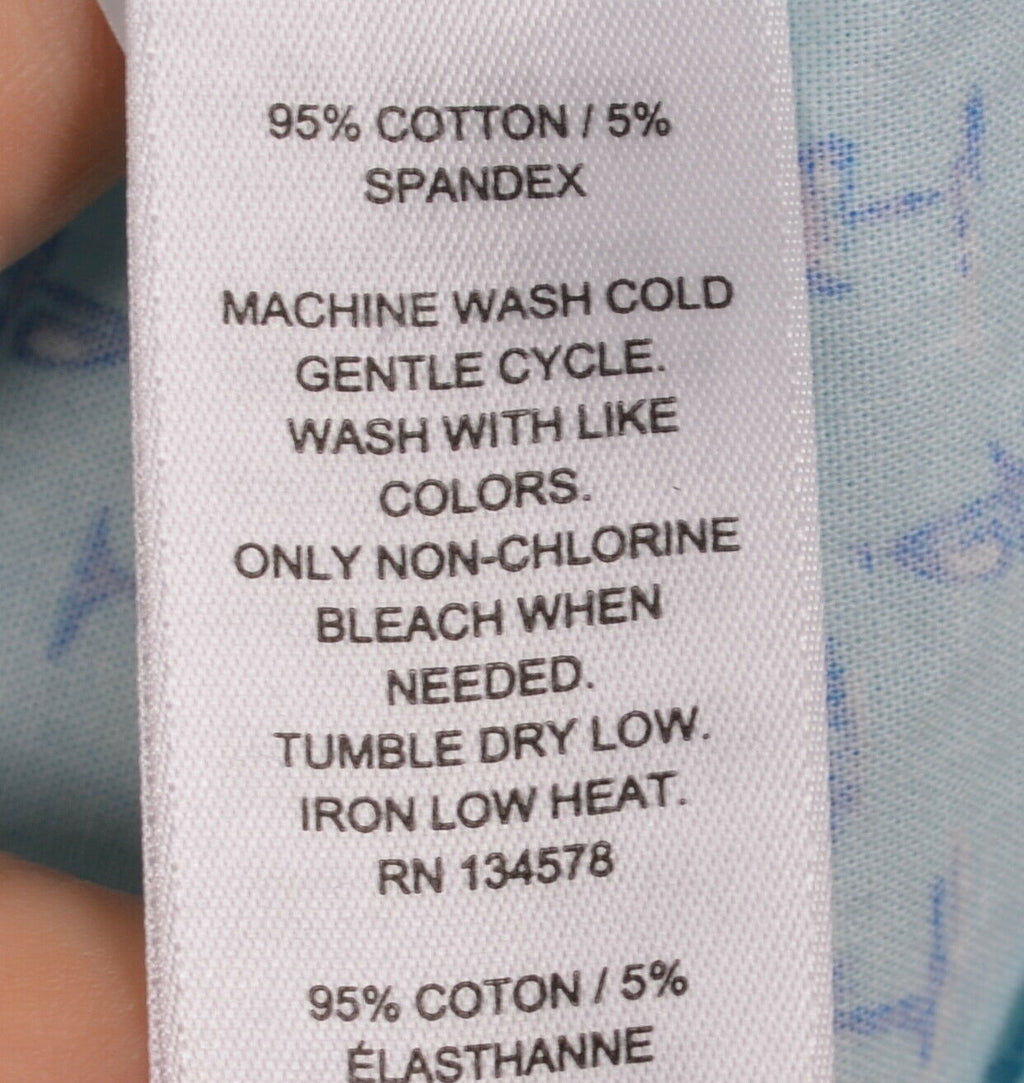 95% COTTON / 5%
SPANDEX
MACHINE WASH COLD
GENTLE CYCLE.
WASH WITH LIKE
COLORS.
ONLY NON-CHLORINE
BLEACH WHEN
NEEDED.
TUMBLE DRY LOW.
IRON LOW HEAT.
RN 134578
95% COTON / 5%
ÉLASTHANNE